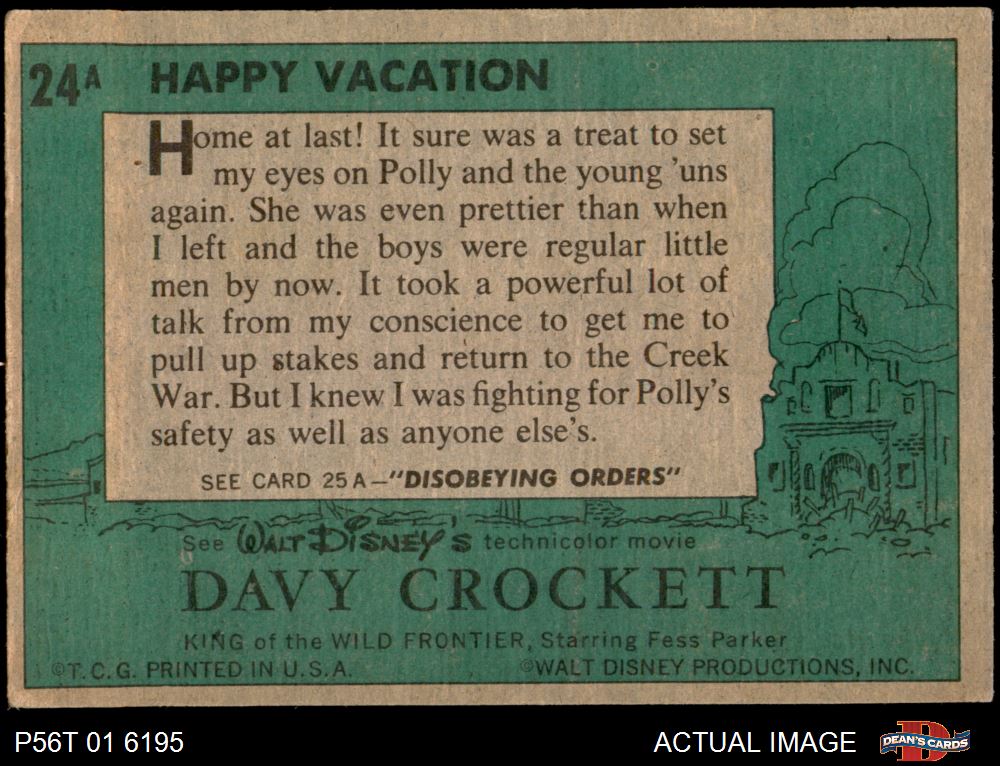 24A HAPPY VACATION
Home at last! It sure was a treat to set
my eyes on Polly and the young 'uns
again. She was even prettier than when
I left and the boys were regular little
men by now. It took a powerful lot of
talk from my conscience to get me to
pull up stakes and return to the Creek
War. But I knew I was fighting for Polly's
safety as well as anyone else's.
SEE CARD 25A—"DISOBEYING ORDERS"
See WALT DISNEY'S technicolor movie
DAVY CROCKETT
KING of the WILD FRONTIER, Starring Fess Parker
©T.C.G. PRINTED IN U.S.A. ©WALT DISNEY PRODUCTIONS, INC.
P56T 01 6195 ACTUAL IMAGE DEAN'S CARDS